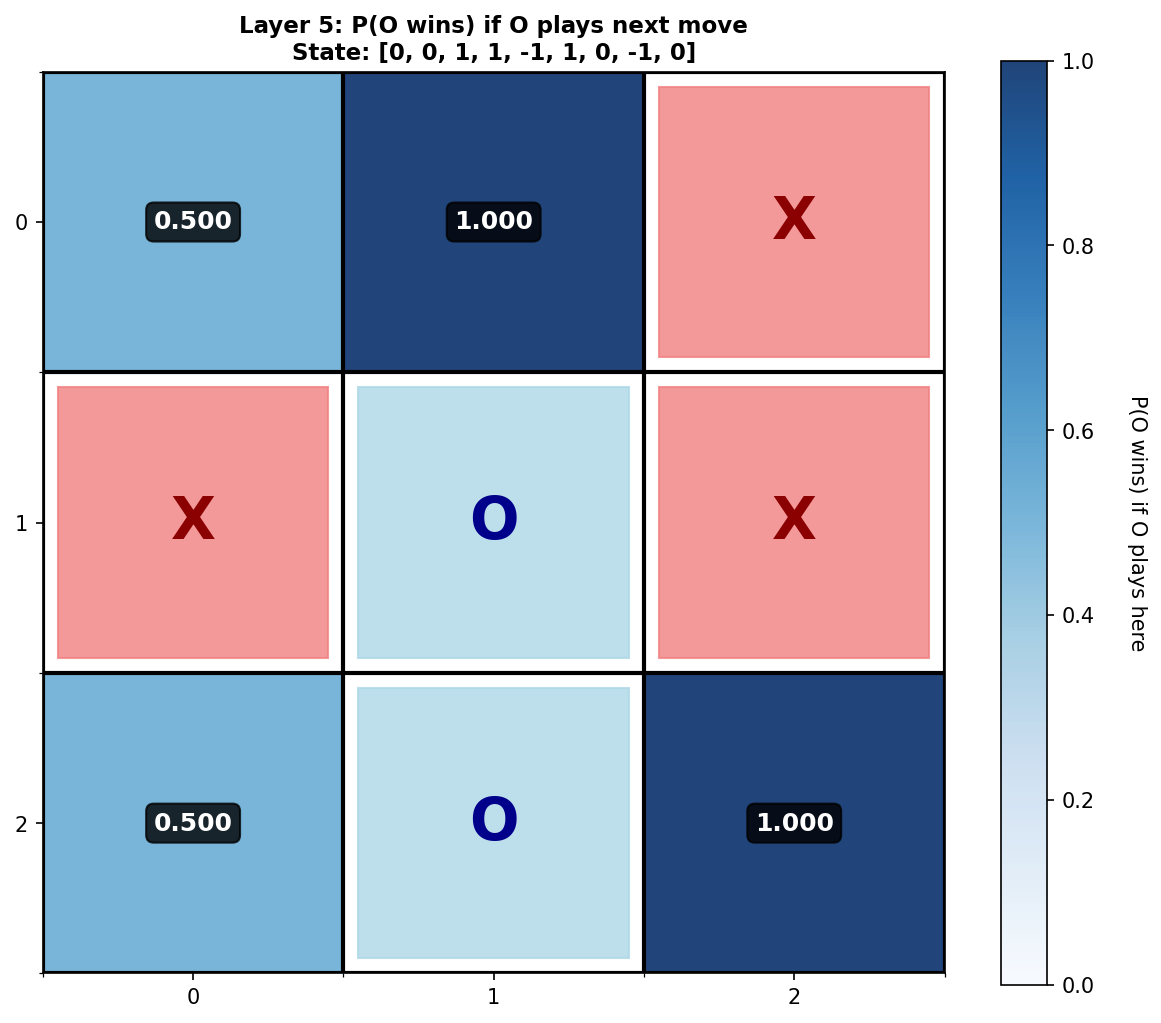 Layer 5: P(O wins) if O plays next move
State: [0, 0, 1, 1, -1, 1, 0, -1, 0]
0.500
1.000
X
X
O
X
0.500
O
1.000
0
1
2
0
1
2
1.0
0.8
0.6
0.4
0.2
0.0
P(O wins) if O plays here